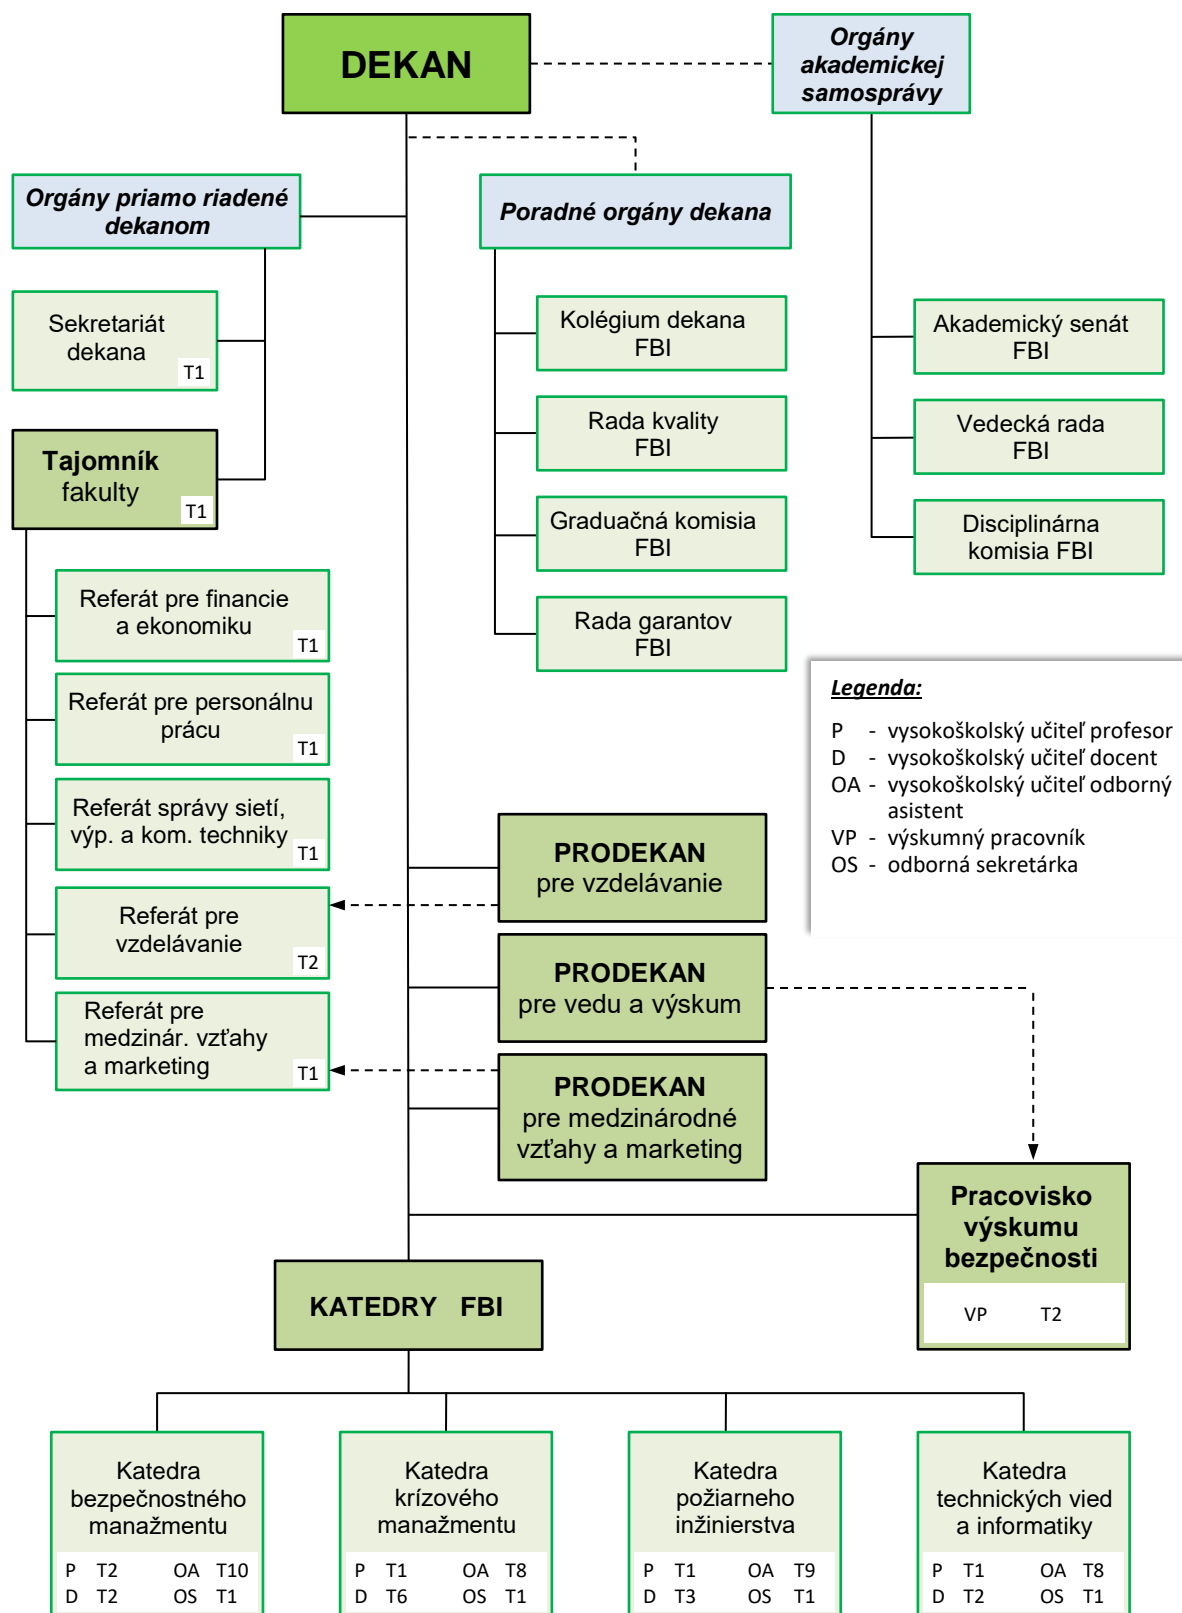 DEKAN
Orgány
akademickej
samosprávy
Orgány priamo riadené
dekanom
Poradné orgány dekana
Sekretariát
dekana
T1
Kolégium dekana
FBI
Akademický senát
FBI
Tajomník
fakulty
T1
Rada kvality
FBI
Vedecká rada
FBI
Graduačná komisia
FBI
Disciplinárna
komisia FBI
Referát pre financie
a ekonomiku
T1
Rada garantov
FBI
Referát pre personálnu
prácu
T1
Legenda:
P - vysokoškolský učiteľ profesor
D - vysokoškolský učiteľ docent
OA - vysokoškolský učiteľ odborný
asistent
VP - výskumný pracovník
OS - odborná sekretárka
Referát správy sietí,
výp. a kom. techniky
T1
PRODEKAN
pre vzdelávanie
Referát pre
vzdelávanie
T2
PRODEKAN
pre vedu a výskum
Referát pre
medzinár. vzťahy
a marketing
T1
PRODEKAN
pre medzinárodné
vzťahy a marketing
Pracovisko
výskumu
bezpečnosti
VP T2
KATEDRY FBI
Katedra
bezpečnostného
manažmentu
P T2 OA T10
D T2 OS T1
Katedra
krízového
manažmentu
P T1 OA T8
D T6 OS T1
Katedra
požiarneho
inžinierstva
P T1 OA T9
D T3 OS T1
Katedra
technických vied
a informatiky
P T1 OA T8
D T2 OS T1